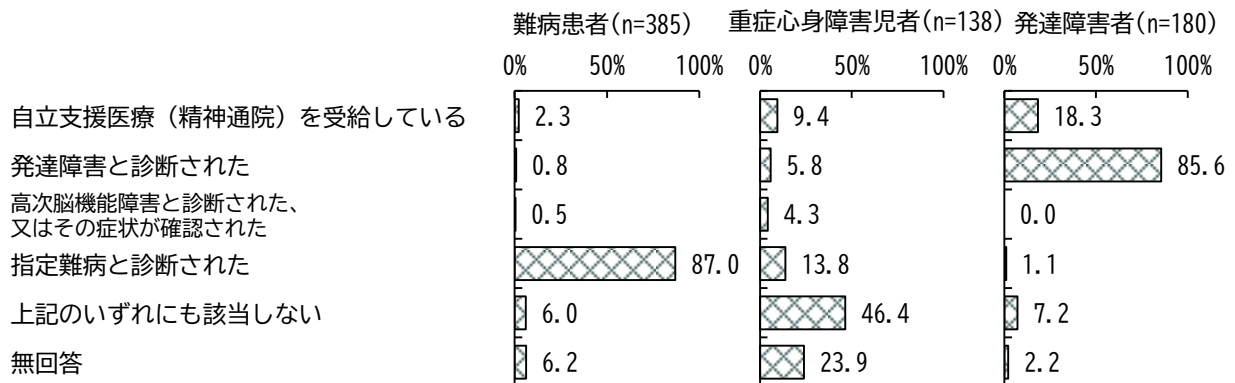 難病患者(n=385) 重症心身障害児者(n=138) 発達障害者(n=180)
0% 50% 100% 0% 50% 100% 0% 50% 100%
自立支援医療（精神通院）を受給している 2.3 9.4 18.3
発達障害と診断された 0.8 5.8 85.6
高次脳機能障害と診断された、
又はその症状が確認された 0.5 4.3 0.0
指定難病と診断された 87.0 13.8 1.1
上記のいずれにも該当しない 6.0 46.4 7.2
無回答 6.2 23.9 2.2